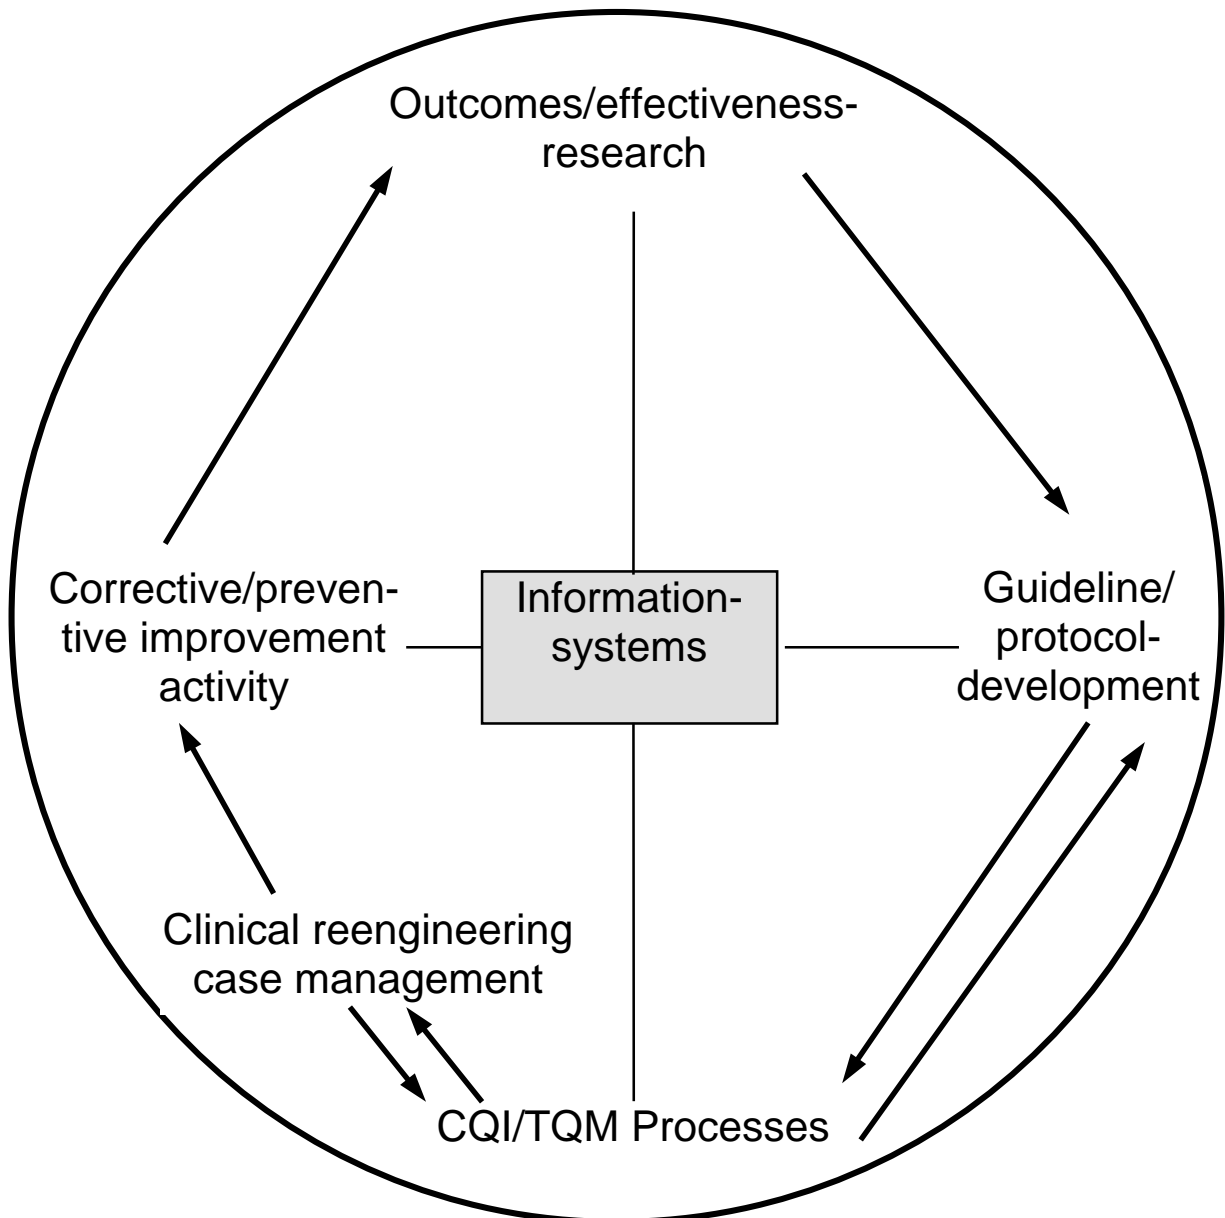 Outcomes/effectiveness-
research
Corrective/preven-
tive improvement
activity
Information-
systems
Guideline/
protocol-
development
Clinical reengineering
case management
CQI/TQM Processes